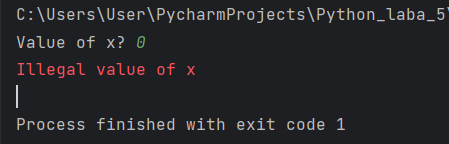 C:\Users\User\PycharmProjects\Python_laba_5\
Value of x? 0
Illegal value of x
Process finished with exit code 1